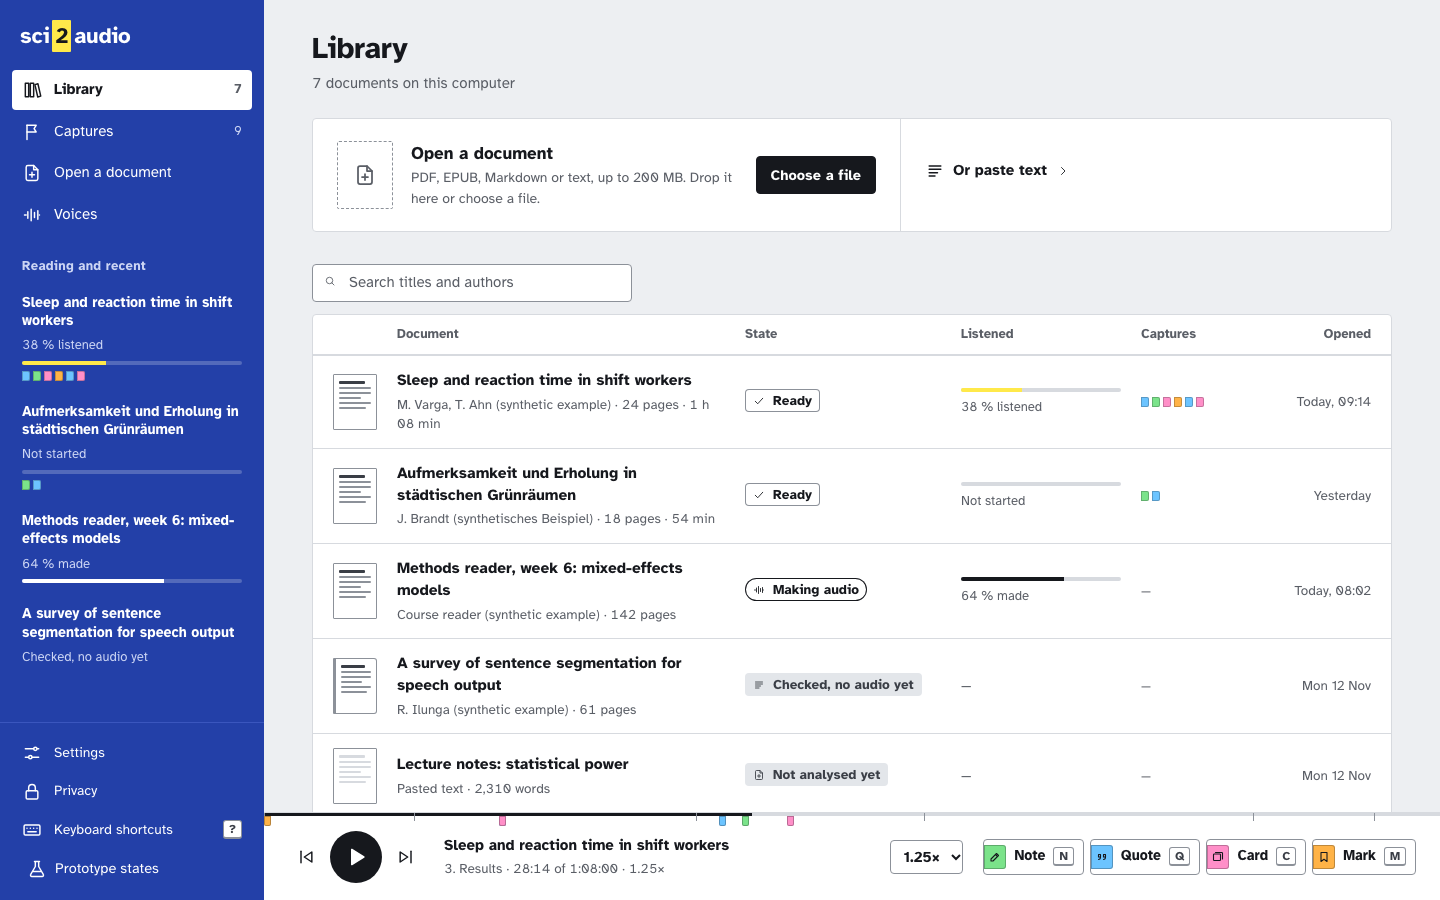 sci2audio
Library 7
Captures 9
Open a document
Voices
Reading and recent
Sleep and reaction time in shift
workers
38 % listened
Aufmerksamkeit und Erholung in
städtischen Grünräumen
Not started
Methods reader, week 6: mixed-
effects models
64 % made
A survey of sentence
segmentation for speech output
Checked, no audio yet
Settings
Privacy
Keyboard shortcuts ?
Prototype states
Library
7 documents on this computer
Open a document
PDF, EPUB, Markdown or text, up to 200 MB. Drop it
here or choose a file.
Choose a file
Or paste text
Search titles and authors
Document State Listened Captures Opened
Sleep and reaction time in shift workers
M. Varga, T. Ahn (synthetic example) · 24 pages · 1 h
08 min
Ready
38 % listened
Today, 09:14
Aufmerksamkeit und Erholung in
städtischen Grünräumen
J. Brandt (synthetisches Beispiel) · 18 pages · 54 min
Ready
Not started
Yesterday
Methods reader, week 6: mixed-effects
models
Course reader (synthetic example) · 142 pages
Making audio
64 % made
—
Today, 08:02
A survey of sentence segmentation for
speech output
R. Ilunga (synthetic example) · 61 pages
Checked, no audio yet
—
—
Mon 12 Nov
Lecture notes: statistical power
Pasted text · 2,310 words
Not analysed yet
—
—
Mon 12 Nov
Sleep and reaction time in shift workers
3. Results · 28:14 of 1:08:00 · 1.25×
1.25×
Note N
Quote Q
Card C
Mark M